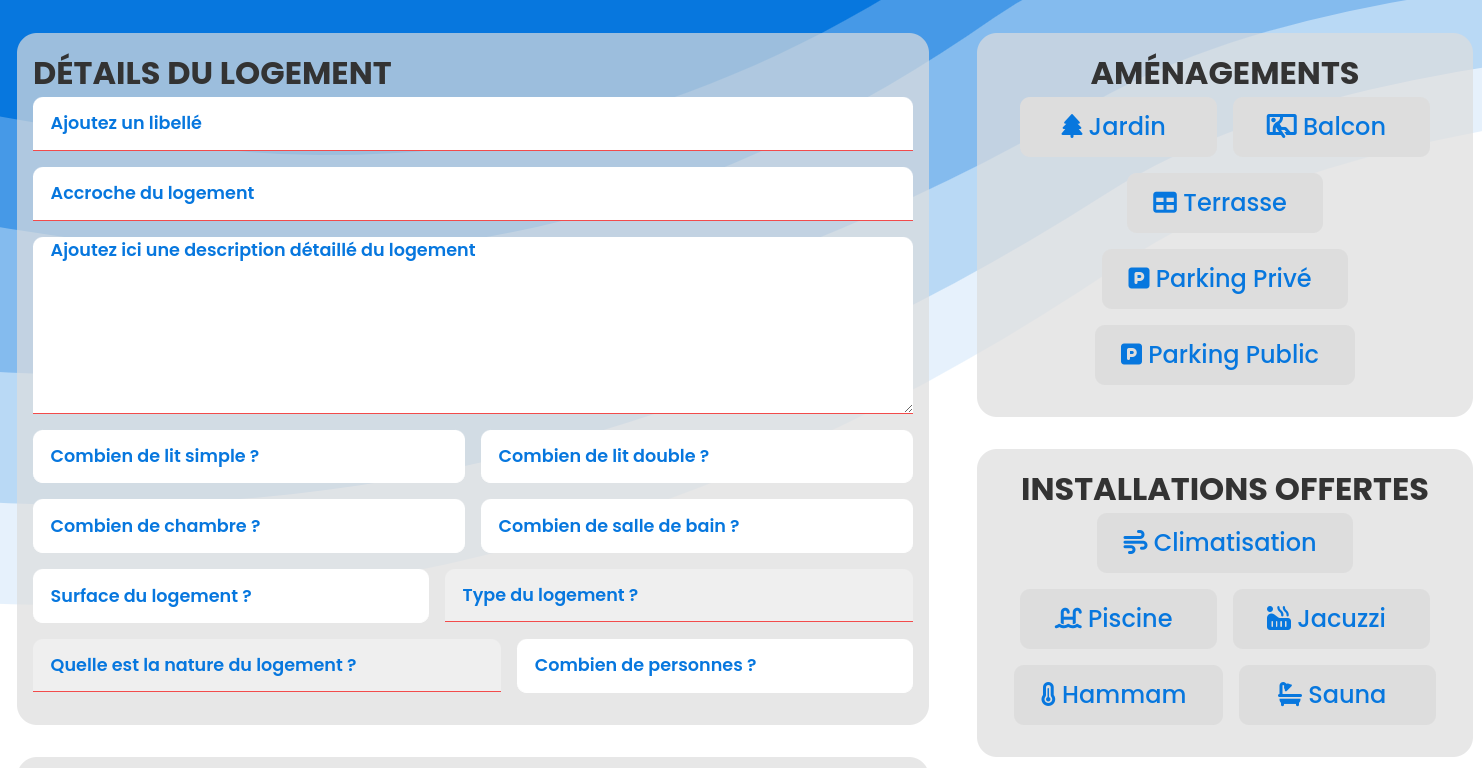 DÉTAILS DU LOGEMENT
Ajoutez un libellé
Accroche du logement
Ajoutez ici une description détaillé du logement
Combien de lit simple ?
Combien de lit double ?
Combien de chambre ?
Combien de salle de bain ?
Surface du logement ?
Type du logement ?
Quelle est la nature du logement ?
Combien de personnes ?
AMÉNAGEMENTS
Jardin
Balcon
Terrasse
Parking Privé
Parking Public
INSTALLATIONS OFFERTES
Climatisation
Piscine
Jacuzzi
Hammam
Sauna